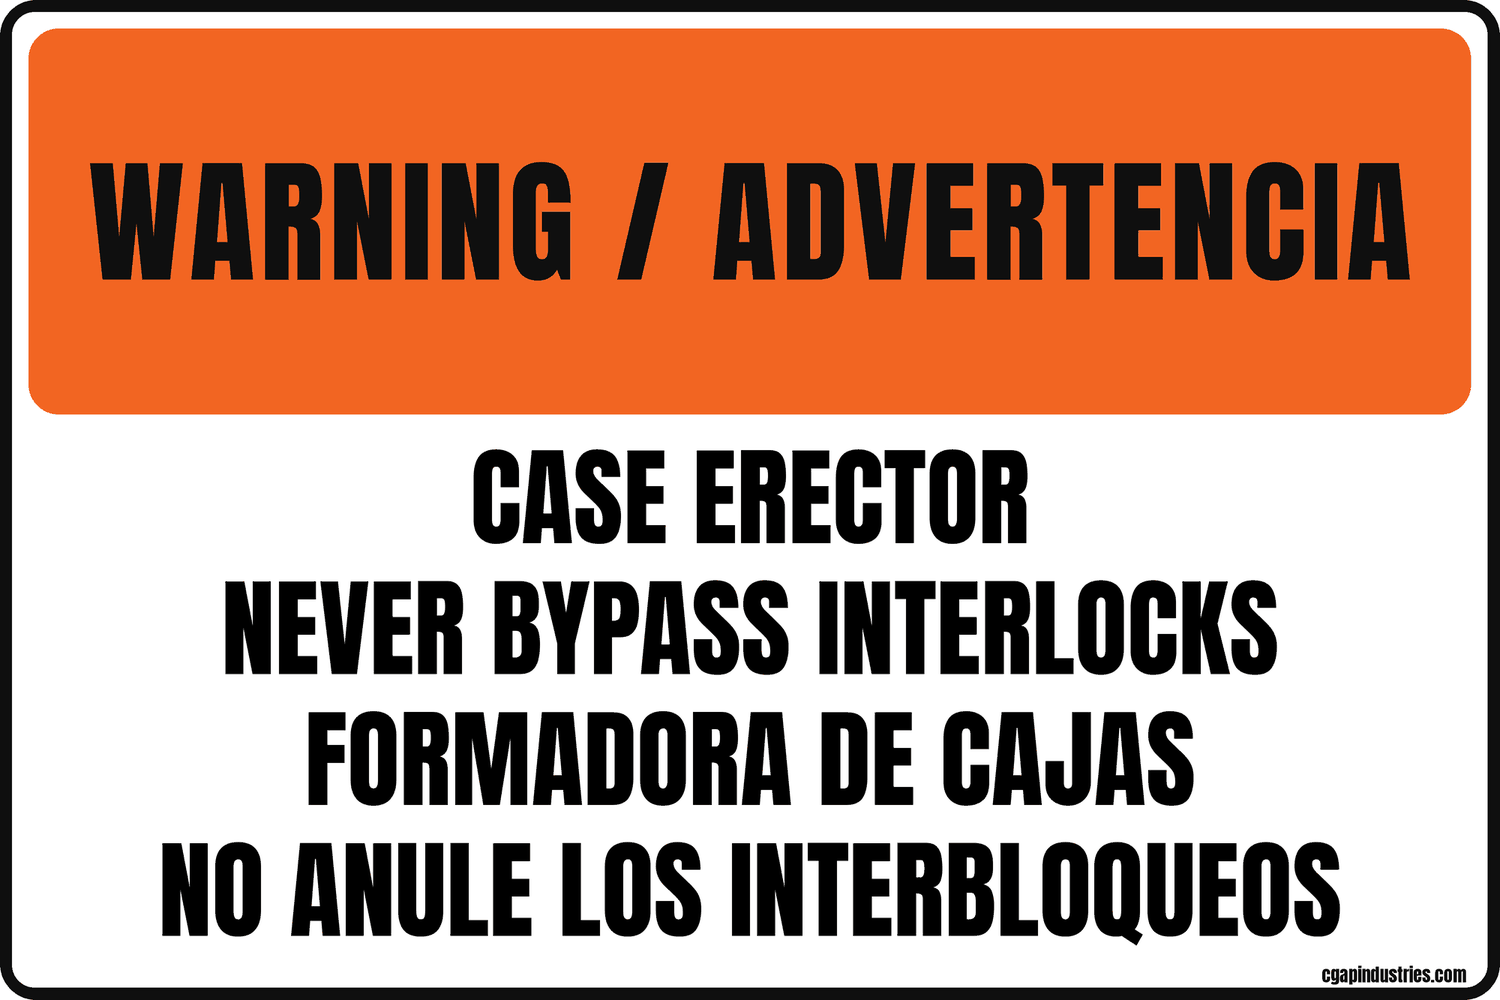 WARNING / ADVERTENCIA
CASE ERECTOR
NEVER BYPASS INTERLOCKS
FORMADORA DE CAJAS
NO ANULE LOS INTERBLOQUEOS
cgapindustries.com